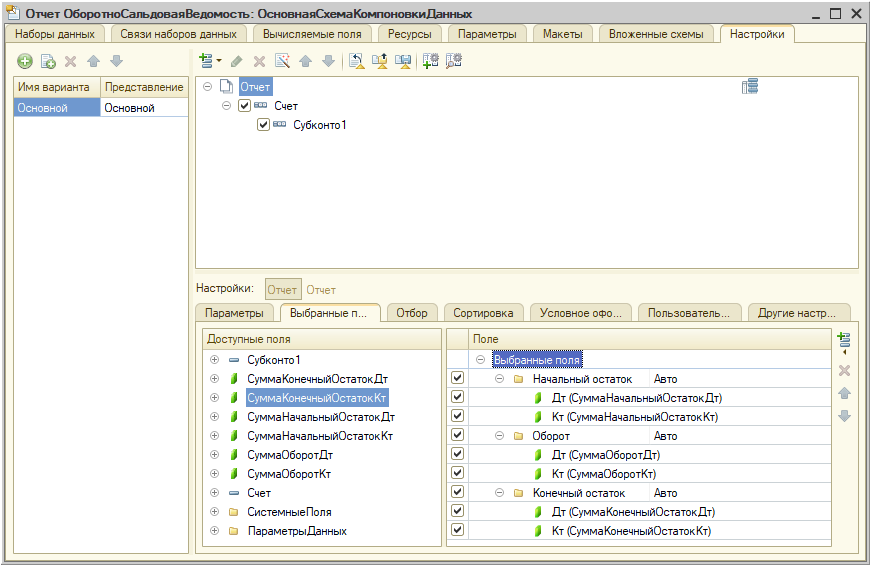 Отчет ОборотноСальдоваяВедомость: ОсновнаяСхемаКомпоновкиДанных
Наборы данных Связи наборов данных Вычисляемые поля Ресурсы Параметры Макеты Вложенные схемы Настройки
Имя варианта Представление
Основной Основной
Отчет
Счет
Субконто1
Настройки: Отчет Отчет
Параметры Выбранные п... Отбор Сортировка Условное офо... Пользователь... Другие настр...
Доступные поля
Субконто1
СуммаКонечныйОстатокДт
СуммаКонечныйОстатокКт
СуммаНачальныйОстатокДт
СуммаНачальныйОстатокКт
СуммаОборотДт
СуммаОборотКт
Счет
СистемныеПоля
ПараметрыДанных
Поле
Выбранные поля
Начальный остаток Авто
Дт (СуммаНачальныйОстатокДт)
Кт (СуммаНачальныйОстатокКт)
Оборот Авто
Дт (СуммаОборотДт)
Кт (СуммаОборотКт)
Конечный остаток Авто
Дт (СуммаКонечныйОстатокДт)
Кт (СуммаКонечныйОстатокКт)